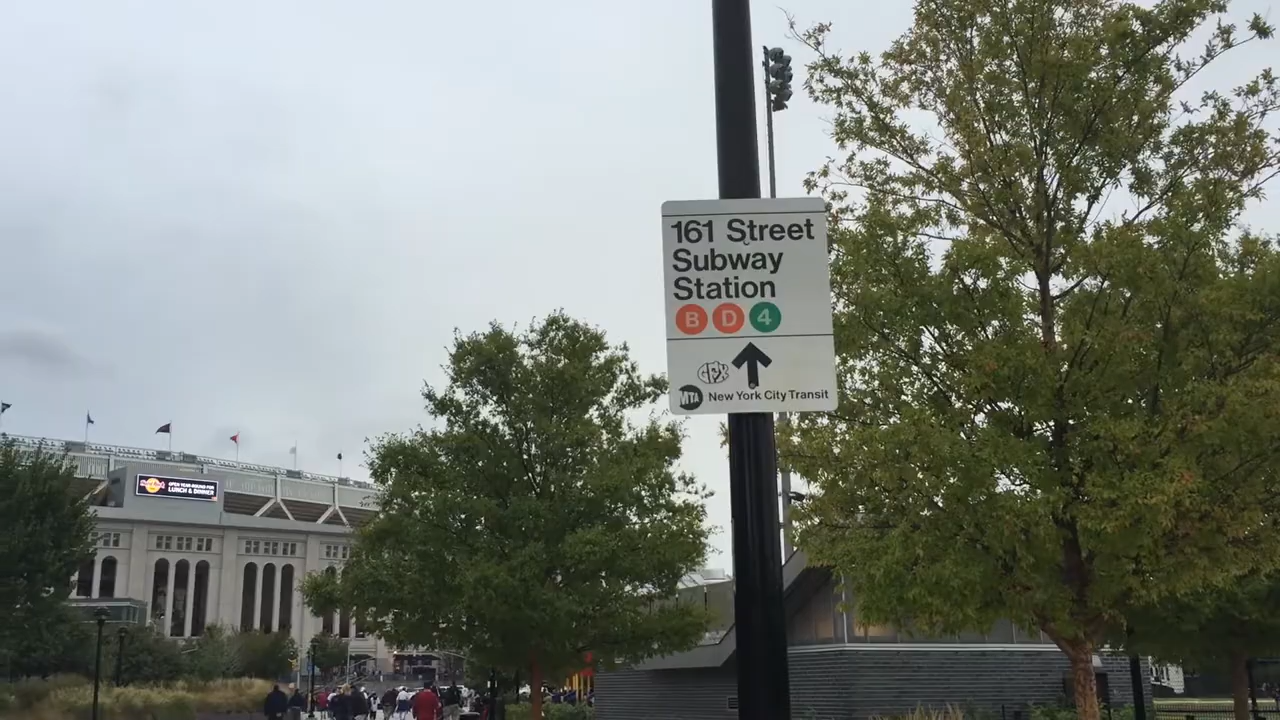 161 Street
Subway
Station
B D 4
MTA New York City Transit
OPEN YEAR-ROUND FOR
LUNCH & DINNER